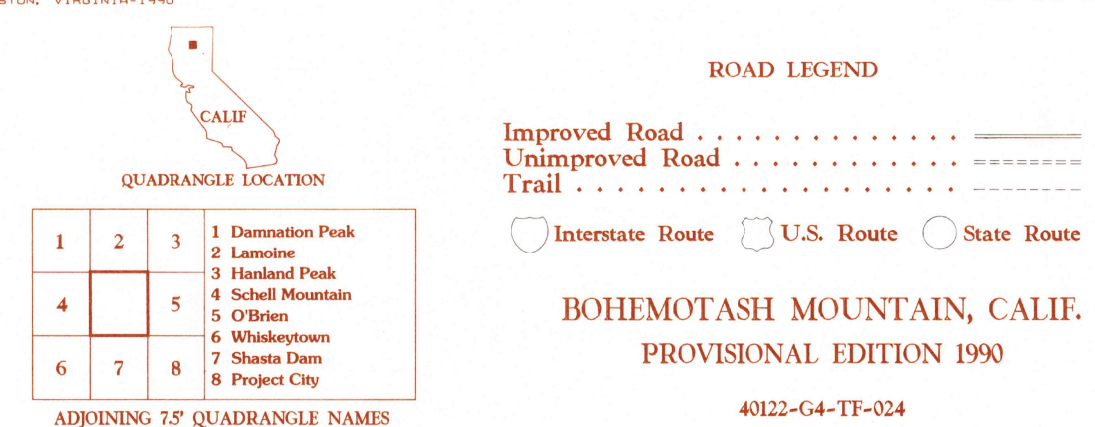 VIRGINIA-1990
CALIF
QUADRANGLE LOCATION
1 2 3
4 5
6 7 8
1 Damnation Peak
2 Lamoine
3 Hanland Peak
4 Schell Mountain
5 O'Brien
6 Whiskeytown
7 Shasta Dam
8 Project City
ADJOINING 7.5' QUADRANGLE NAMES
ROAD LEGEND
Improved Road . . . . . . . . . . . . . .
Unimproved Road . . . . . . . . . . . .
Trail . . . . . . . . . . . . . . . . . . . .
Interstate Route U.S. Route State Route
BOHEMOTASH MOUNTAIN, CALIF.
PROVISIONAL EDITION 1990
40122-G4-TF-024